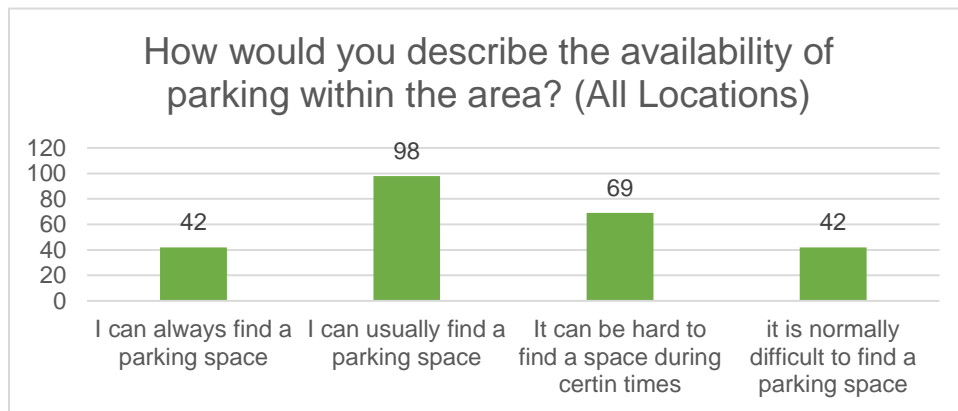 How would you describe the availability of
parking within the area? (All Locations)
120
100
80
60
40
20
0
42
98
69
42
I can always find a
parking space
I can usually find a
parking space
It can be hard to
find a space during
certin times
it is normally
difficult to find a
parking space